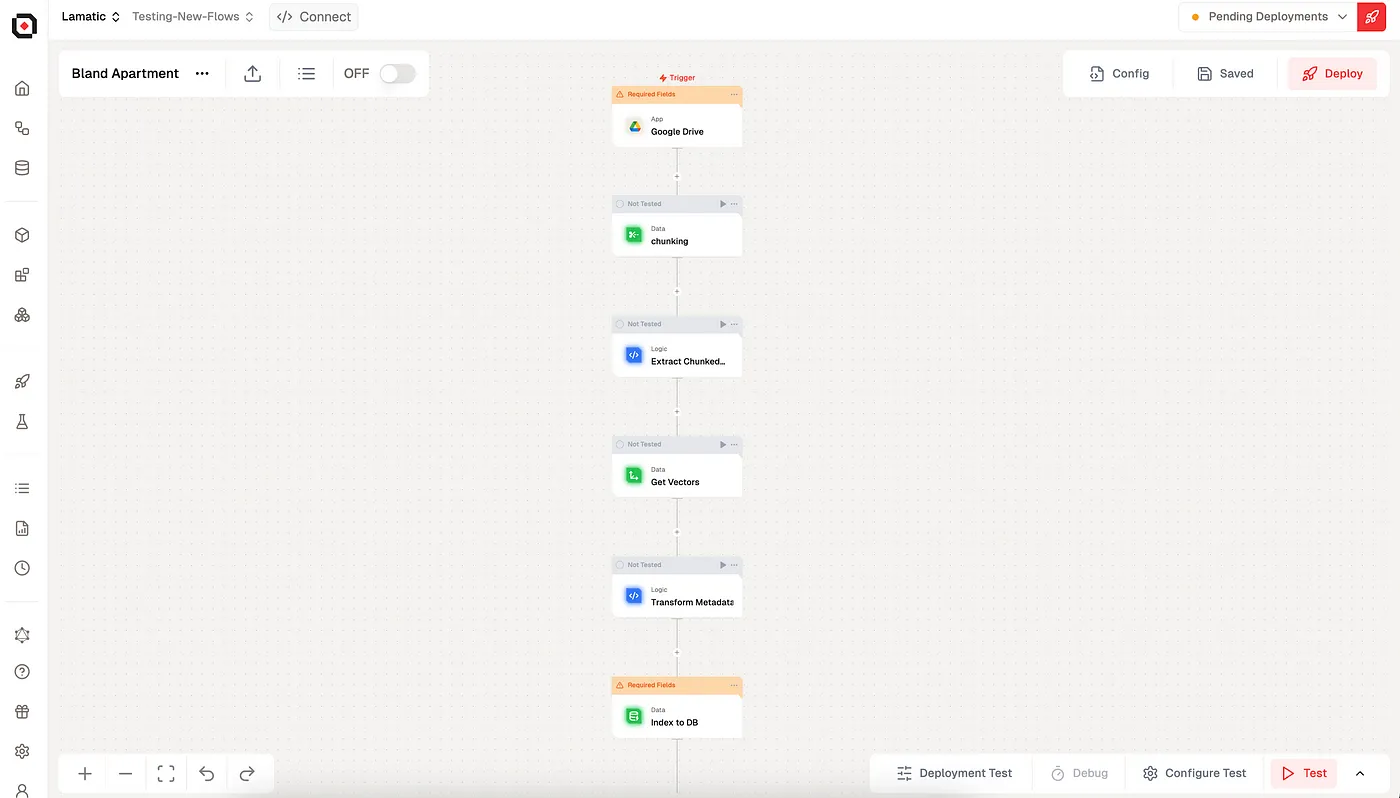 Lamatic
Testing-New-Flows
Connect
Pending Deployments
Bland Apartment
OFF
Config
Saved
Deploy
Trigger
Required Fields
App
Google Drive
Not Tested
Data
chunking
Not Tested
Logic
Extract Chunked...
Not Tested
Data
Get Vectors
Not Tested
Logic
Transform Metadata
Required Fields
Data
Index to DB
Deployment Test
Debug
Configure Test
Test